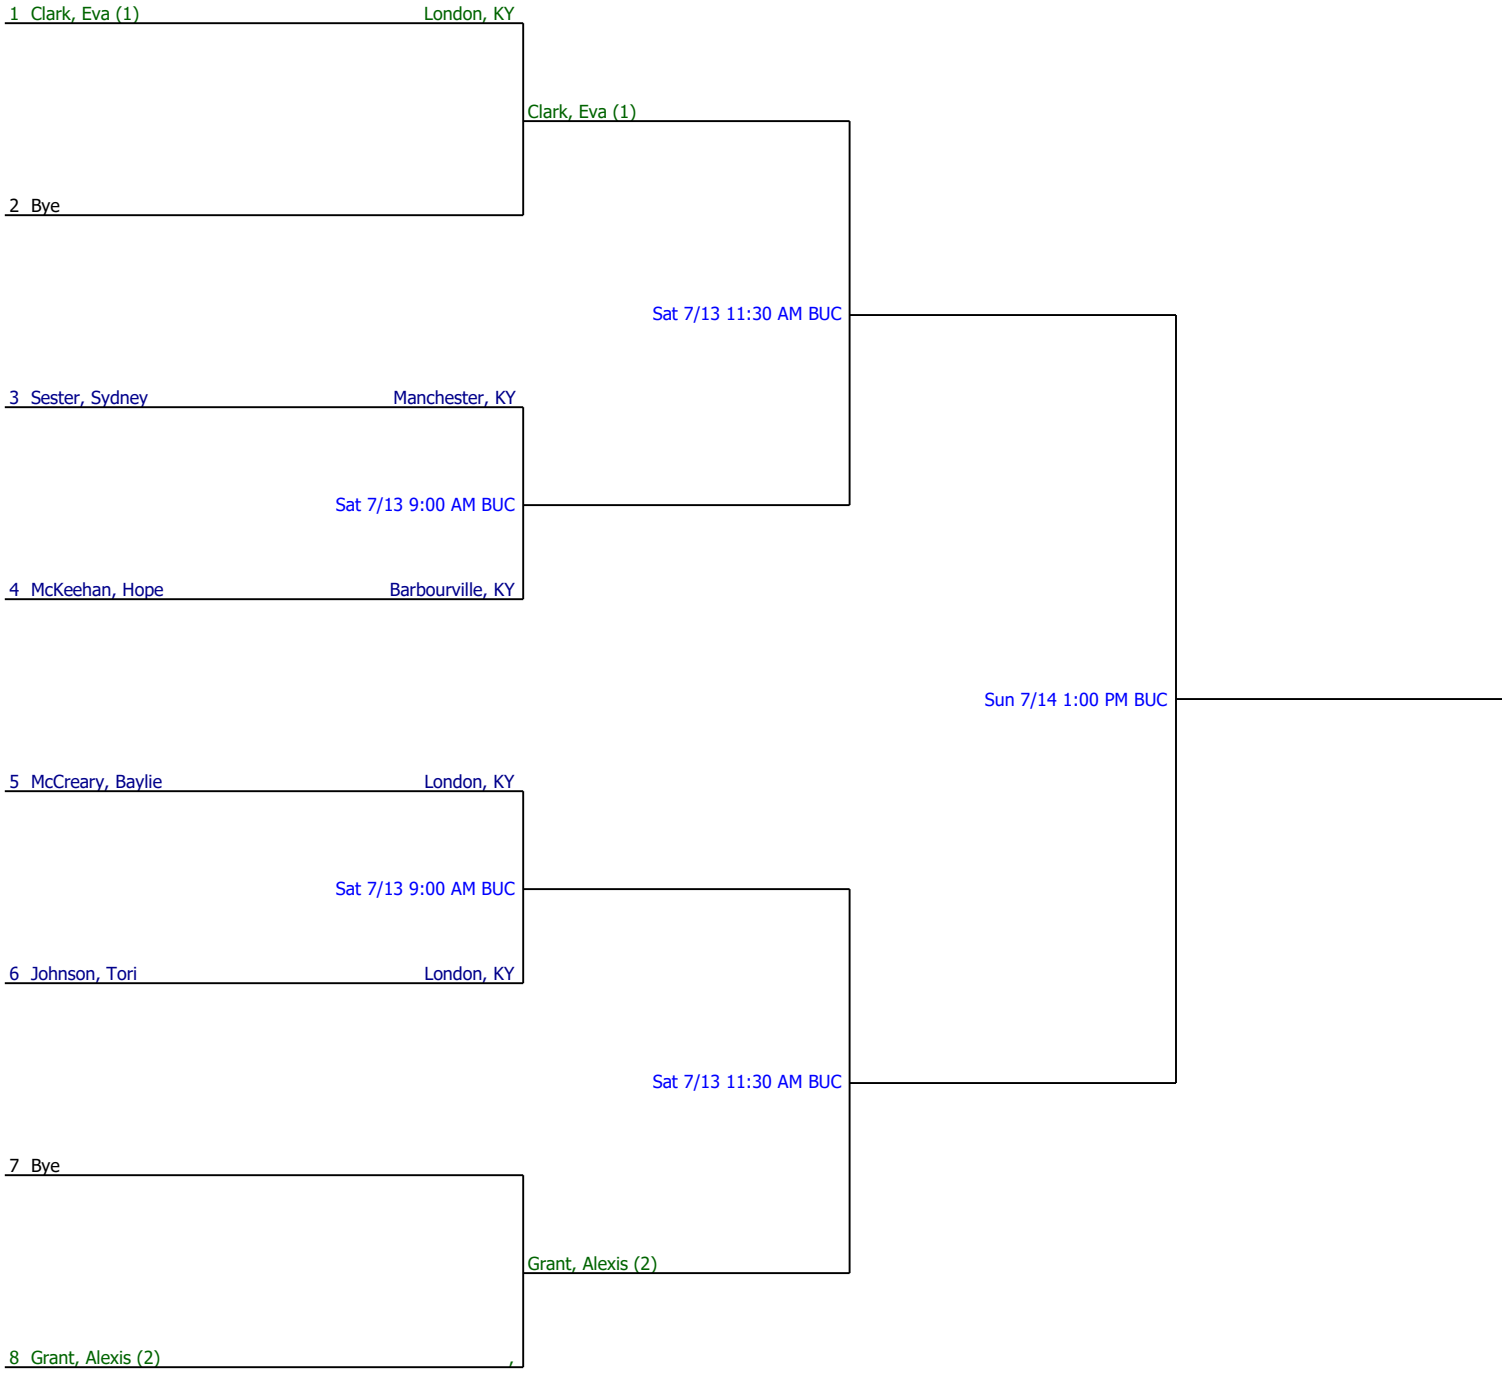 1 Clark, Eva (1) London, KY
Clark, Eva (1)
2 Bye
Sat 7/13 11:30 AM BUC
3 Sester, Sydney Manchester, KY
Sat 7/13 9:00 AM BUC
4 McKeehan, Hope Barbourville, KY
Sun 7/14 1:00 PM BUC
5 McCreary, Baylie London, KY
Sat 7/13 9:00 AM BUC
6 Johnson, Tori London, KY
Sat 7/13 11:30 AM BUC
7 Bye
Grant, Alexis (2)
8 Grant, Alexis (2) ,